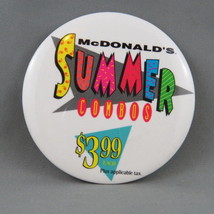 McDONALD'S
SUMMER
COMBOS
$3.99
Plus applicable tax